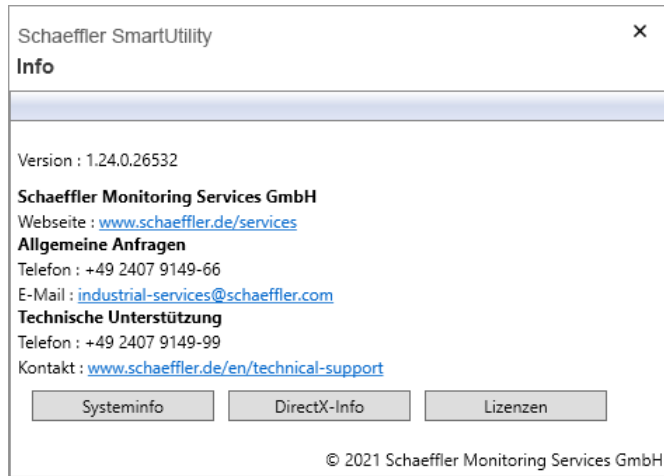 Schaeffler SmartUtility
Info
Version : 1.24.0.26532
Schaeffler Monitoring Services GmbH
Webseite : www.schaeffler.de/services
Allgemeine Anfragen
Telefon : +49 2407 9149-66
E-Mail : industrial-services@schaeffler.com
Technische Unterstützung
Telefon : +49 2407 9149-99
Kontakt : www.schaeffler.de/en/technical-support
Systeminfo DirectX-Info Lizenzen
© 2021 Schaeffler Monitoring Services GmbH